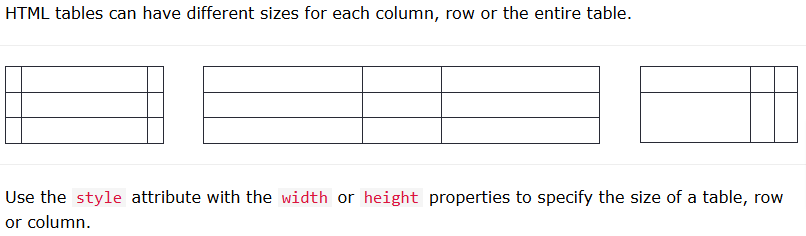 HTML tables can have different sizes for each column, row or the entire table.
Use the style attribute with the width or height properties to specify the size of a table, row
or column.